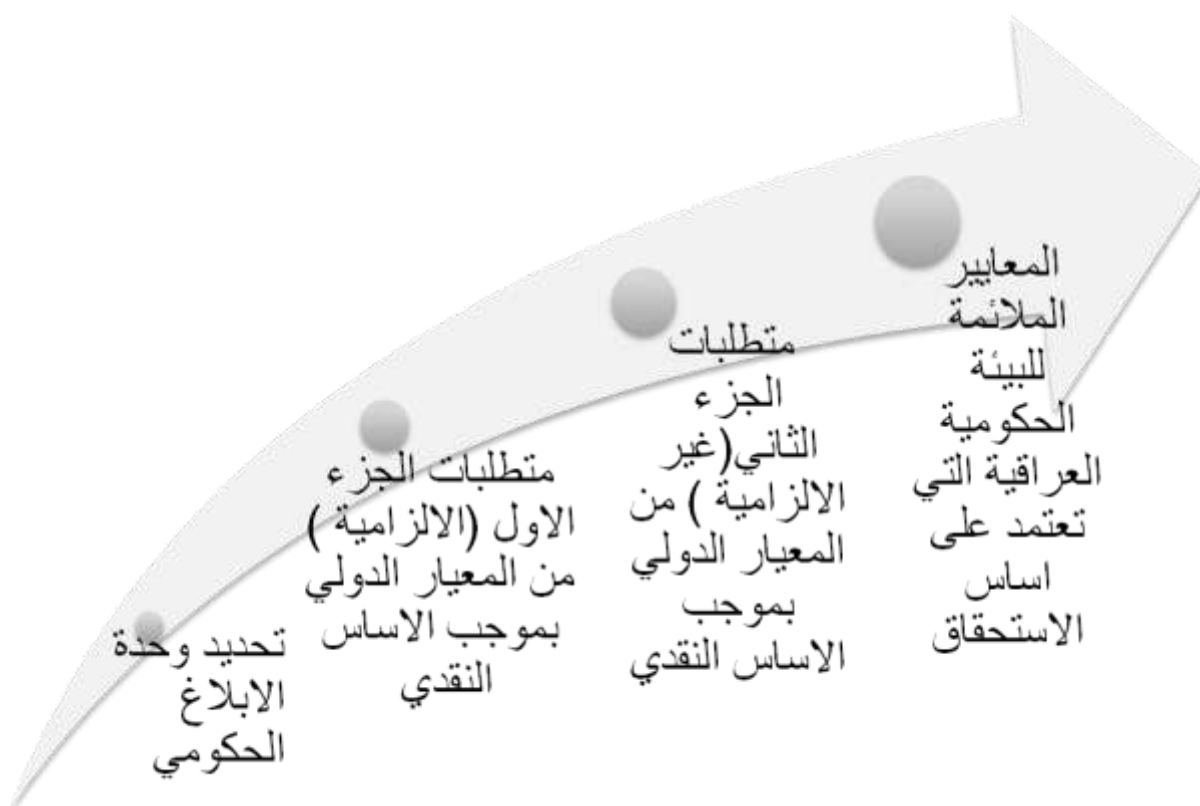 تحديد وحدة
الابلاغ
الحكومي
متطلبات الجزء
الاول (الالزامية )
من المعيار الدولي
بموجب الاساس
النقدي
متطلبات
الجزء
الثاني(غير
الالزامية ) من
المعيار الدولي
بموجب
الاساس النقدي
المعايير
الملائمة
للبيئة
الحكومية
العراقية التي
تعتمد على
اساس
الاستحقاق